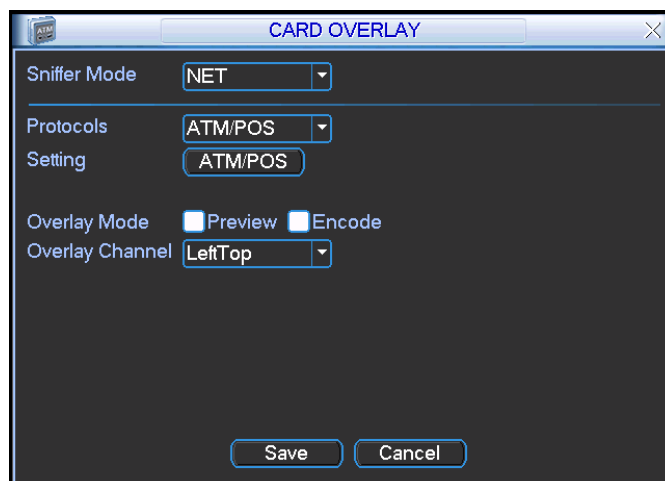 ATM
CARD OVERLAY
Sniffer Mode NET
Protocols ATM/POS
Setting ATM/POS
Overlay Mode Preview Encode
Overlay Channel LeftTop
Save Cancel